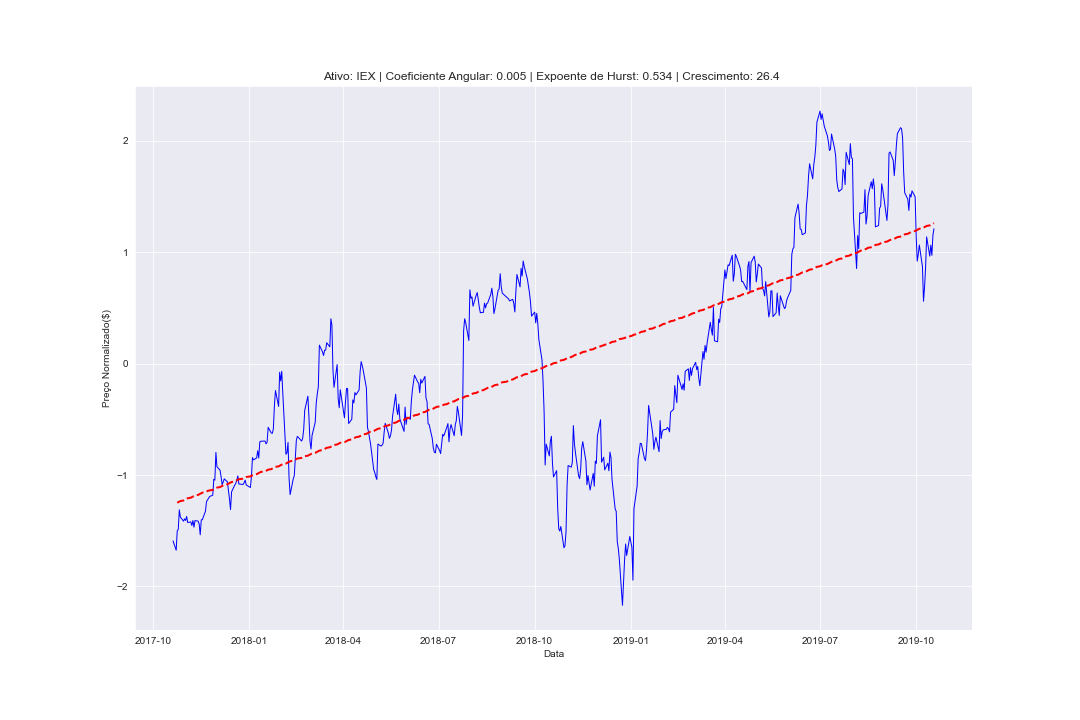 Ativo: IEX | Coeficiente Angular: 0.005 | Expoente de Hurst: 0.534 | Crescimento: 26.4
Preço Normalizado($)
2
1
0
−1
−2
2017-10 2018-01 2018-04 2018-07 2018-10 2019-01 2019-04 2019-07 2019-10
Data